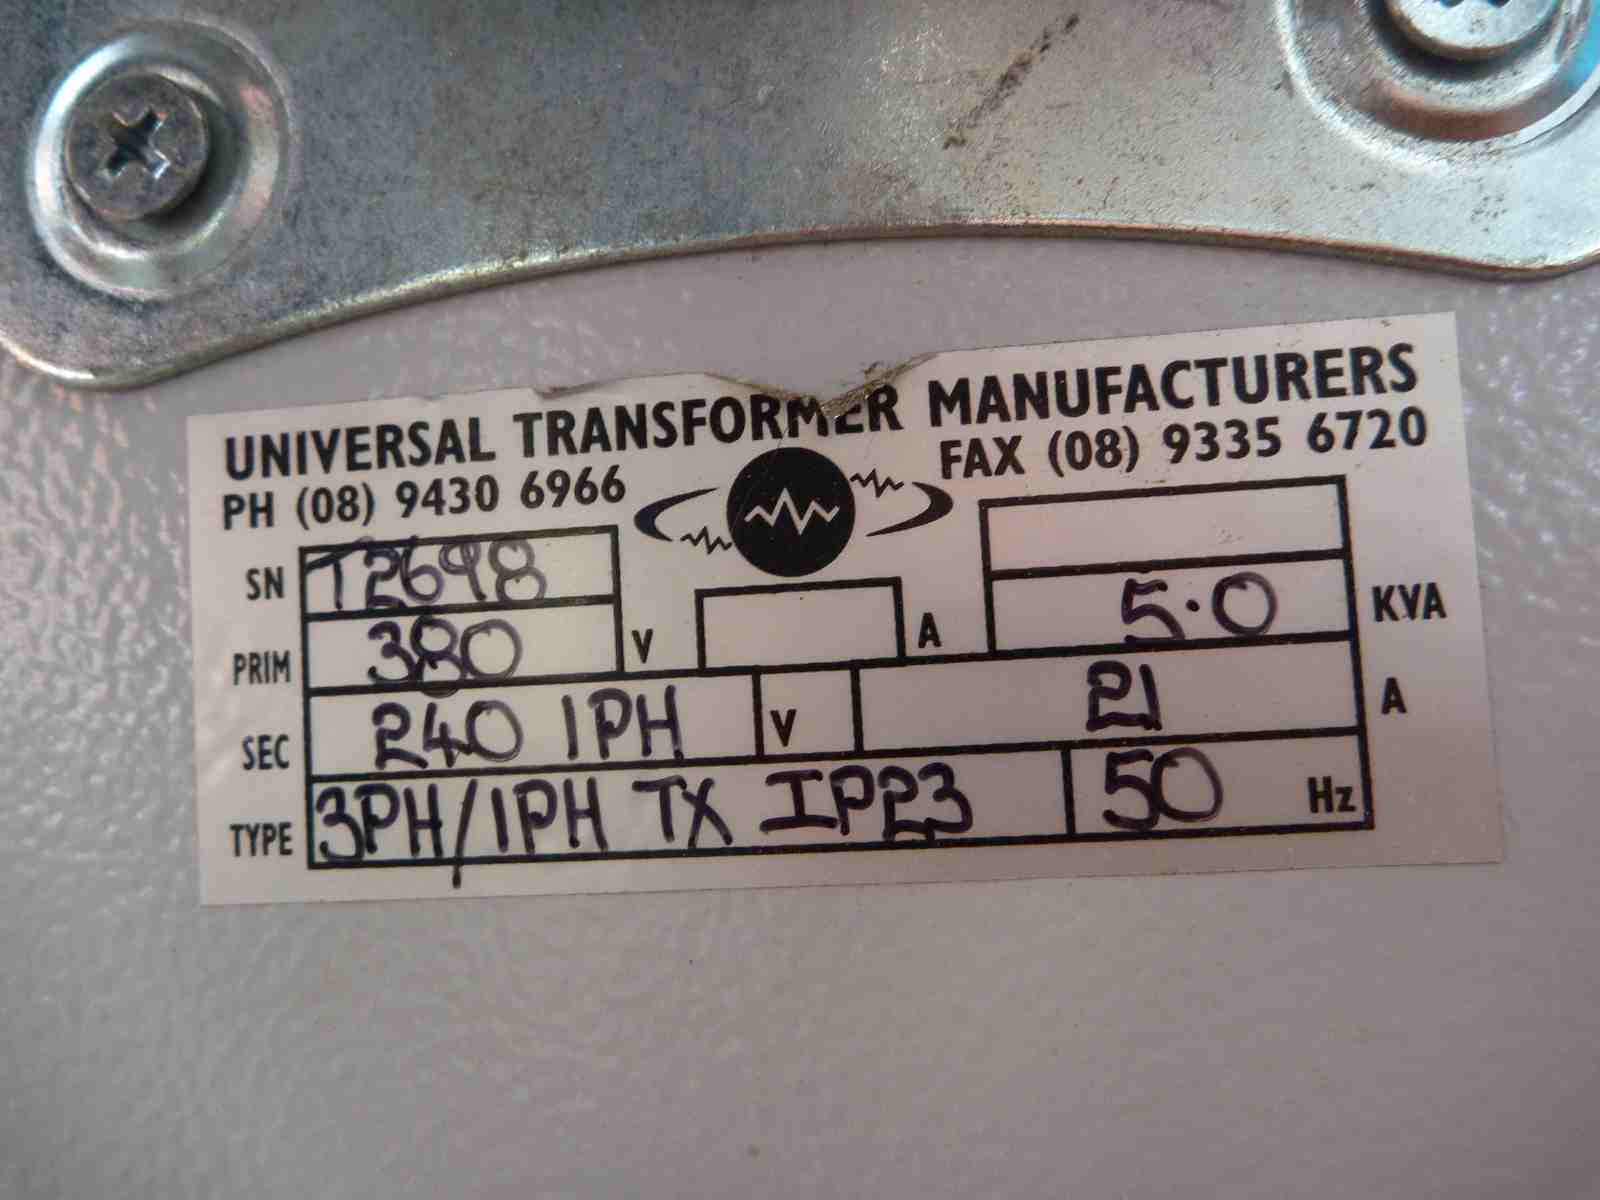 UNIVERSAL TRANSFORMER MANUFACTURERS
PH (08) 9430 6966 FAX (08) 9335 6720
SN T2698
PRIM 380 V A 5.0 KVA
SEC 240 1PH V 21 A
TYPE 3PH/1PH TX IP23 50 Hz